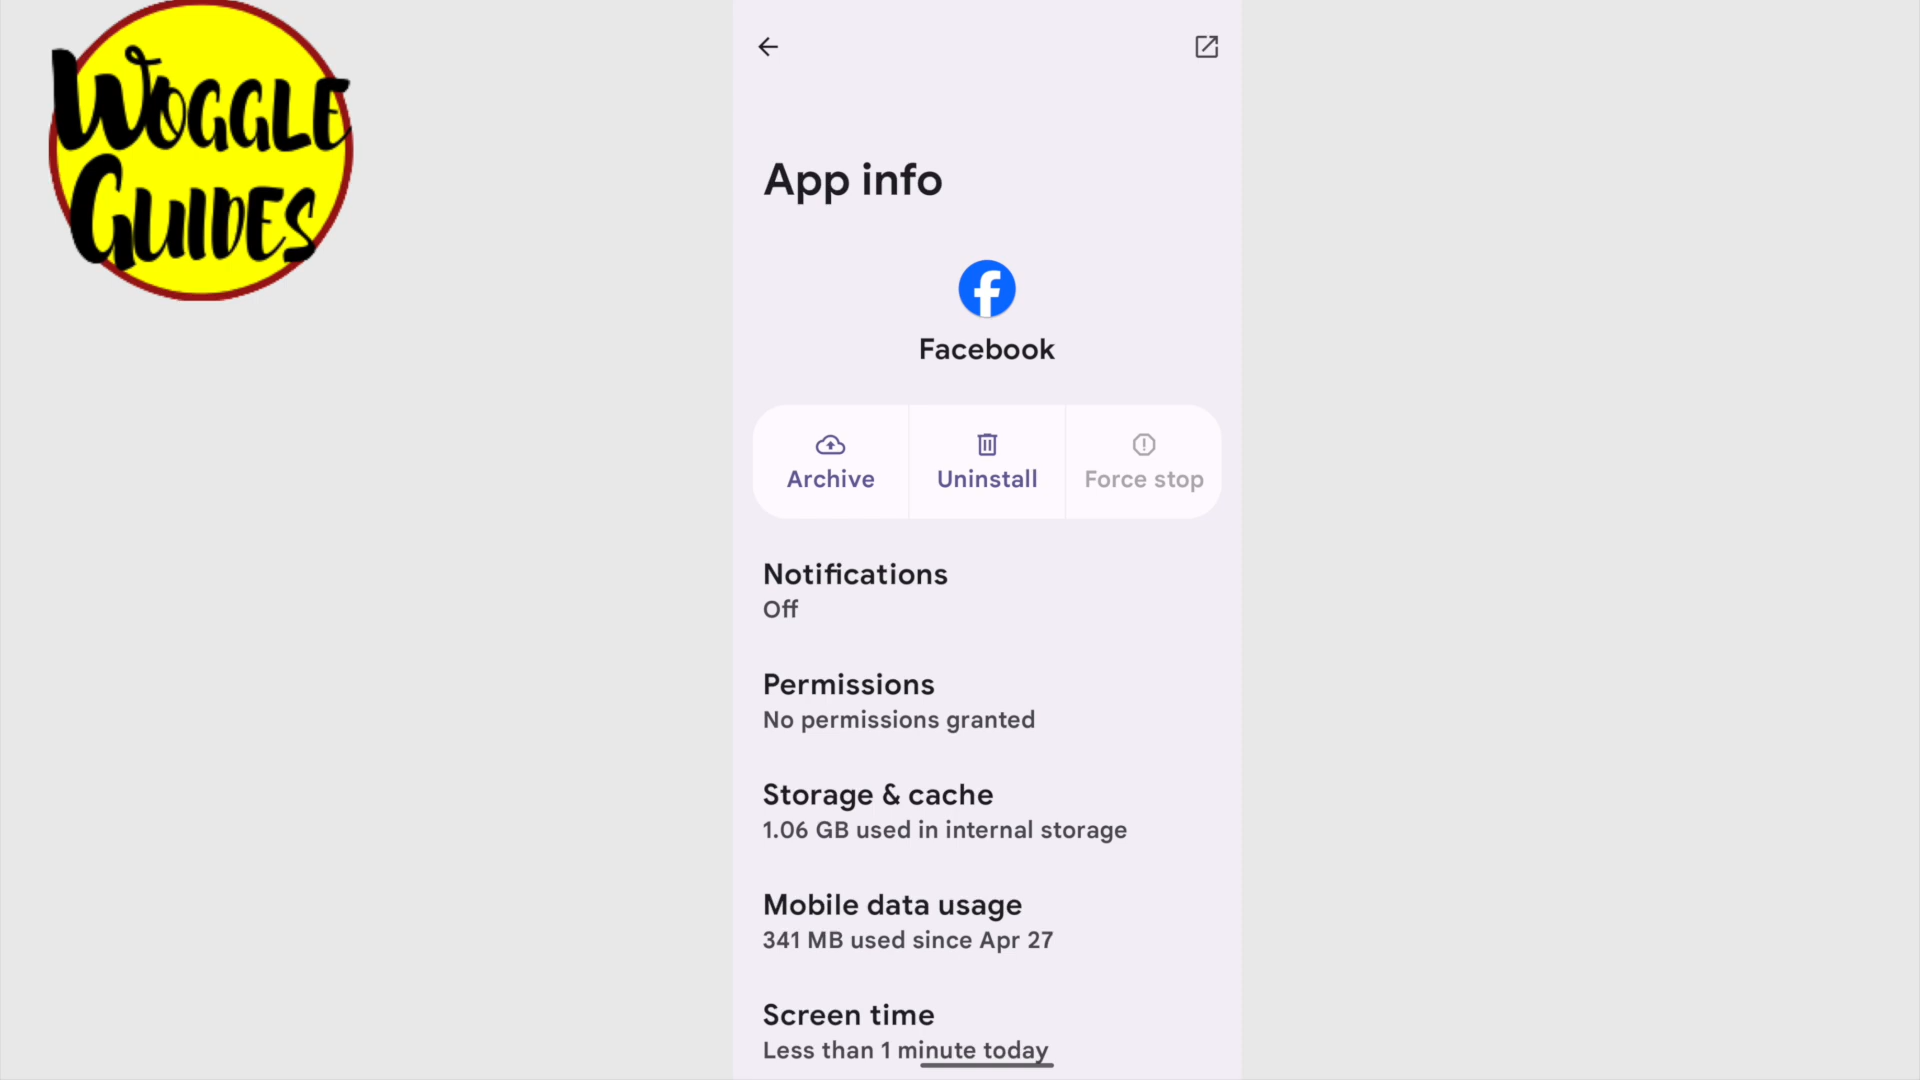 WOGGLE
GUIDES
App info
Facebook
Archive
Uninstall
Force stop
Notifications
Off
Permissions
No permissions granted
Storage & cache
1.06 GB used in internal storage
Mobile data usage
341 MB used since Apr 27
Screen time
Less than 1 minute today